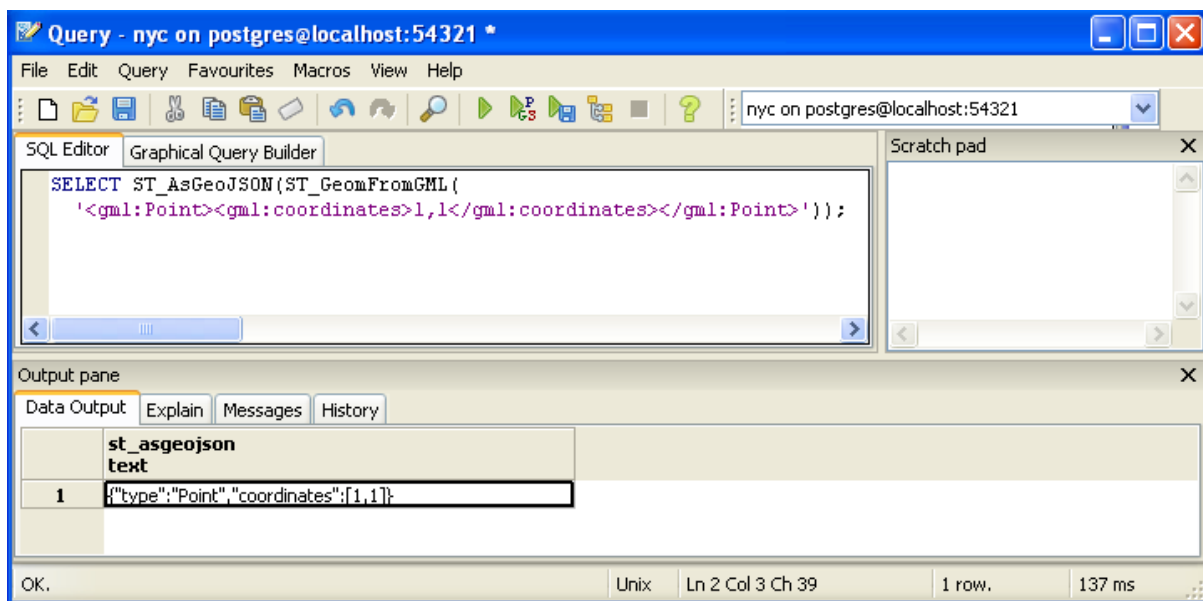 Query - nyc on postgres@localhost:54321 *
File Edit Query Favourites Macros View Help
nyc on postgres@localhost:54321
SQL Editor Graphical Query Builder
Scratch pad
SELECT ST_AsGeoJSON(ST_GeomFromGML(
'<gml:Point><gml:coordinates>1,1</gml:coordinates></gml:Point>'));
Output pane
Data Output Explain Messages History
st_asgeojson
text
1 {"type":"Point","coordinates":[1,1]}
OK. Unix Ln 2 Col 3 Ch 39 1 row. 137 ms